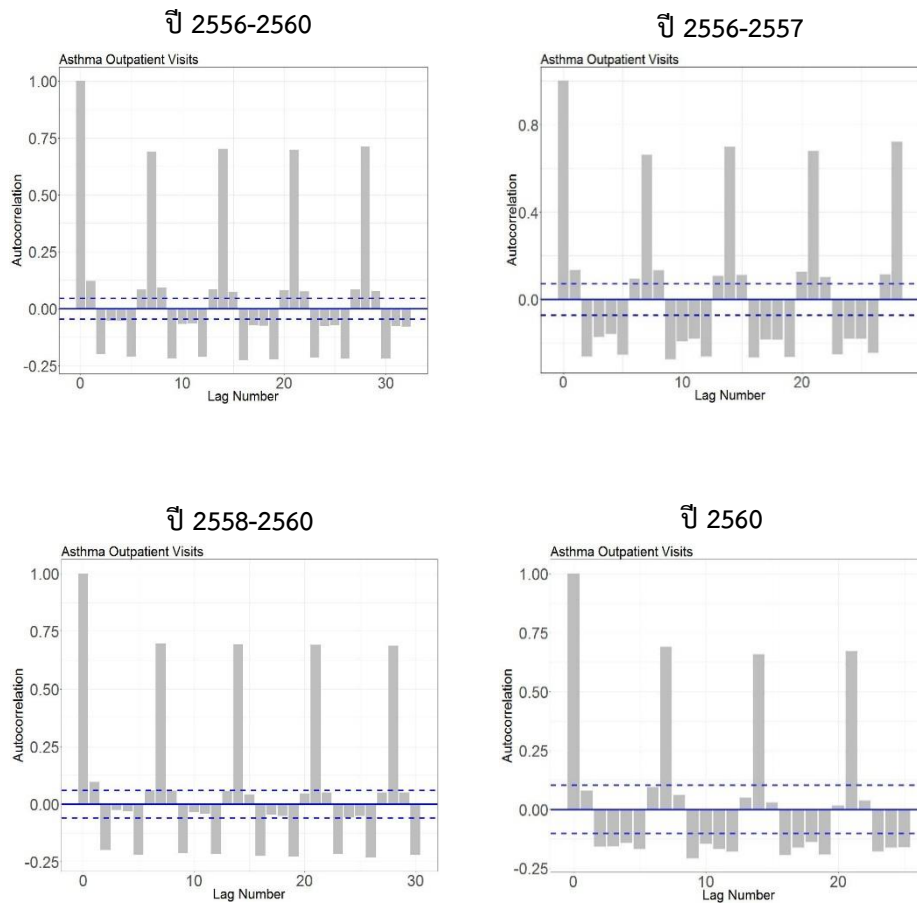 ปี 2556-2560
Asthma Outpatient Visits
1.00
0.75
0.50
0.25
0.00
-0.25
Autocorrelation
0 10 20 30
Lag Number
ปี 2556-2557
Asthma Outpatient Visits
0.8
0.4
0.0
Autocorrelation
0 10 20
Lag Number
ปี 2558-2560
Asthma Outpatient Visits
1.00
0.75
0.50
0.25
0.00
-0.25
Autocorrelation
0 10 20 30
Lag Number
ปี 2560
Asthma Outpatient Visits
1.00
0.75
0.50
0.25
0.00
-0.25
Autocorrelation
0 10 20
Lag Number